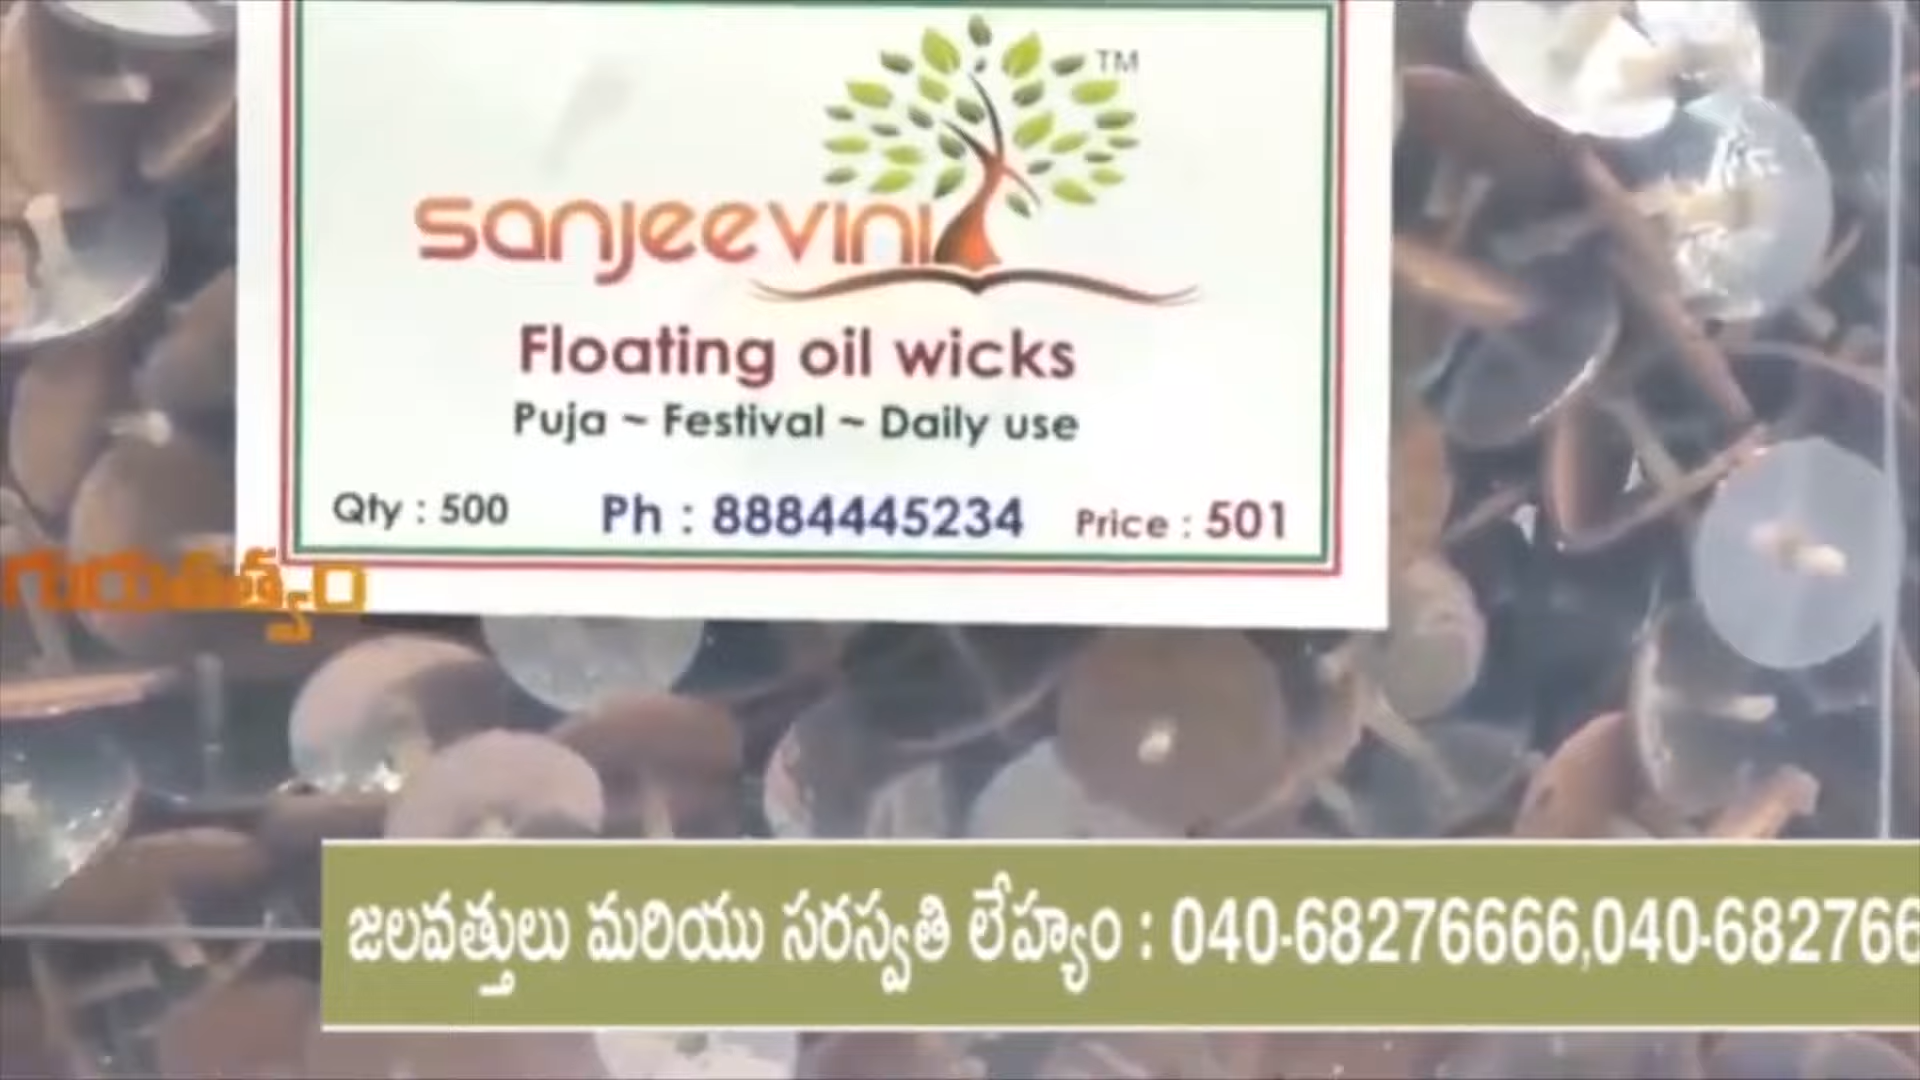 TM
sanjeevini
Floating oil wicks
Puja ~ Festival ~ Daily use
Qty : 500 Ph : 8884445234 Price : 501
గురుతత్వం
జలవత్తులు మరియు సరస్వతి లేహ్యం : 040-68276666,040-682766